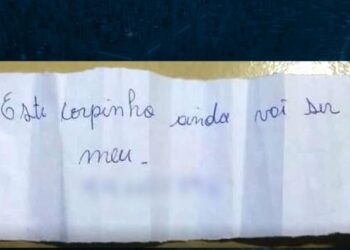 Este corpinho ainda vai ser
meu.